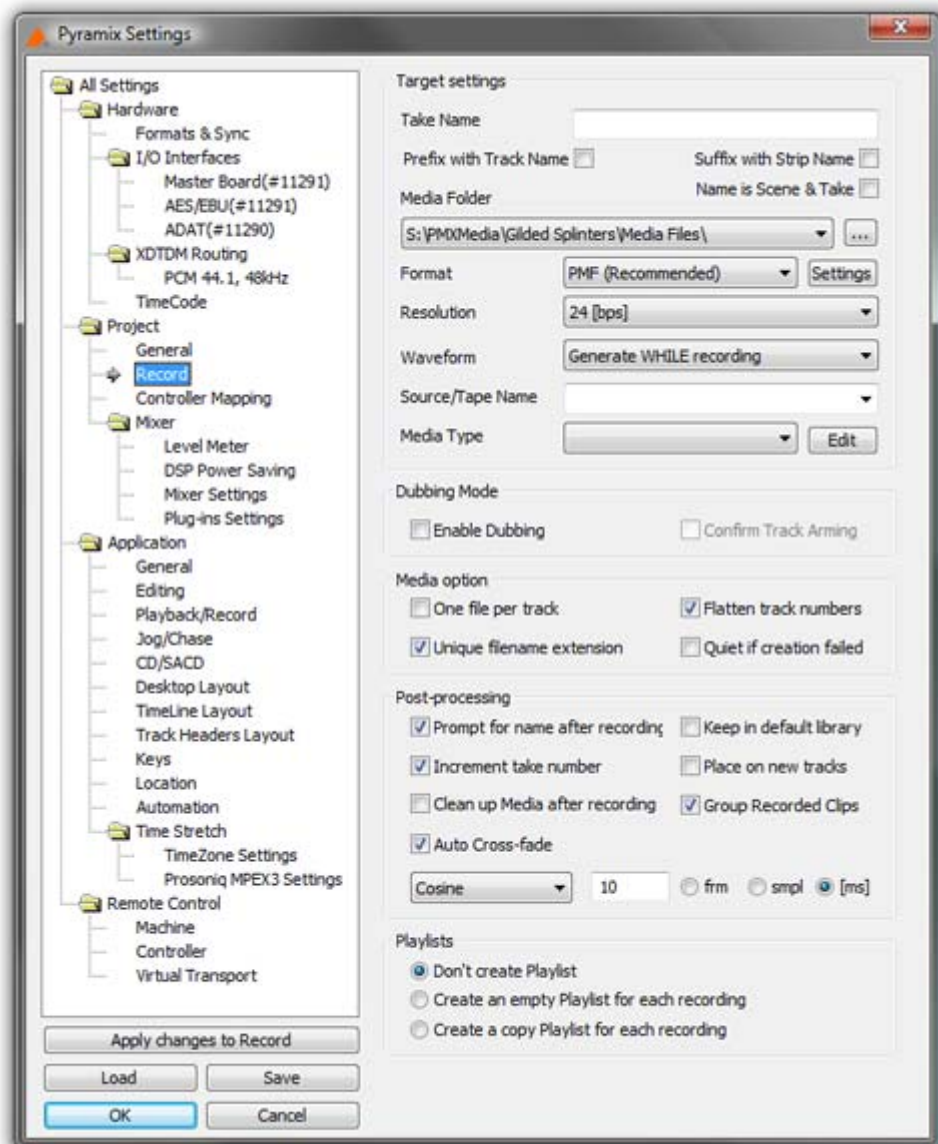 Pyramix Settings
All Settings
Hardware
Formats & Sync
I/O Interfaces
Master Board(#11291)
AES/EBU(#11291)
ADAT(#11290)
XDTDM Routing
PCM 44.1, 48kHz
TimeCode
Project
General
Record
Controller Mapping
Mixer
Level Meter
DSP Power Saving
Mixer Settings
Plug-ins Settings
Application
General
Editing
Playback/Record
Jog/Chase
CD/SACD
Desktop Layout
TimeLine Layout
Track Headers Layout
Keys
Location
Automation
Time Stretch
TimeZone Settings
Prosoniq MPEX3 Settings
Remote Control
Machine
Controller
Virtual Transport
Apply changes to Record
Load Save
OK Cancel
Target settings
Take Name
Prefix with Track Name Suffix with Strip Name
Name is Scene & Take
Media Folder
S:\PMXMedia\Gilded Splinters\Media Files\ ...
Format PMF (Recommended) Settings
Resolution 24 [bps]
Waveform Generate WHILE recording
Source/Tape Name
Media Type Edit
Dubbing Mode
Enable Dubbing Confirm Track Arming
Media option
One file per track Flatten track numbers
Unique filename extension Quiet if creation failed
Post-processing
Prompt for name after recording Keep in default library
Increment take number Place on new tracks
Clean up Media after recording Group Recorded Clips
Auto Cross-fade
Cosine 10 frm smpl [ms]
Playlists
Don't create Playlist
Create an empty Playlist for each recording
Create a copy Playlist for each recording